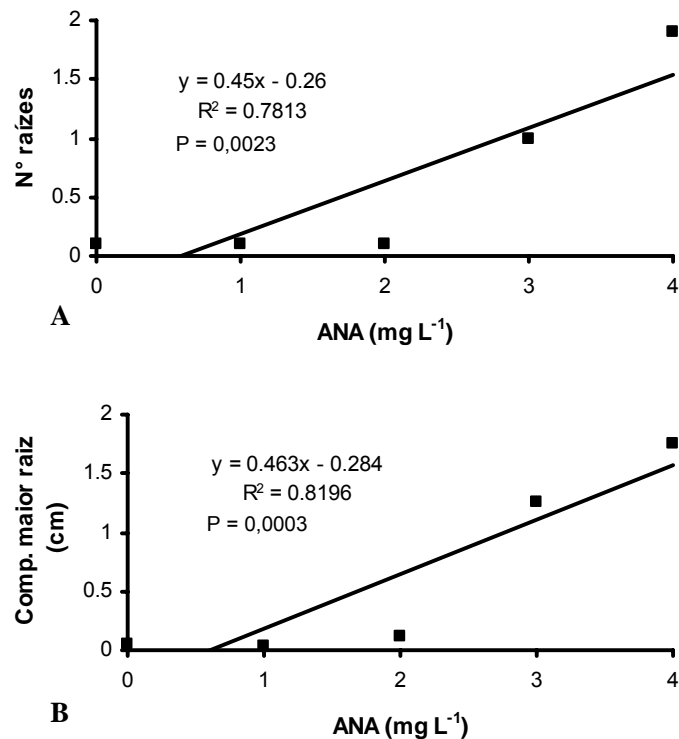 2
1.5
1
0.5
0
N° raízes
y = 0.45x - 0.26
R² = 0.7813
P = 0,0023
0 1 2 3 4
A
ANA (mg L⁻¹)
2
1.5
1
0.5
0
Comp. maior raiz
(cm)
y = 0.463x - 0.284
R² = 0.8196
P = 0,0003
0 1 2 3 4
B
ANA (mg L⁻¹)